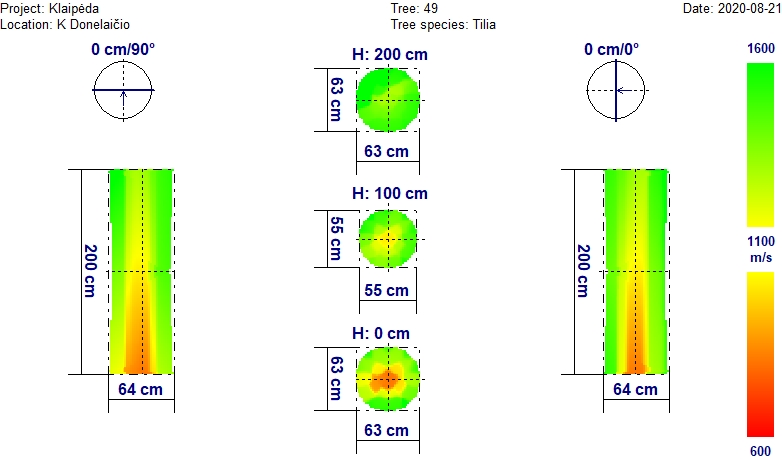 Project: Klaipėda
Tree: 49
Date: 2020-08-21
Location: K Donelaičio
Tree species: Tilia
0 cm/90°
H: 200 cm
0 cm/0°
1600
63 cm
63 cm
H: 100 cm
55 cm
55 cm
200 cm
200 cm
1100
m/s
H: 0 cm
63 cm
63 cm
64 cm
64 cm
600